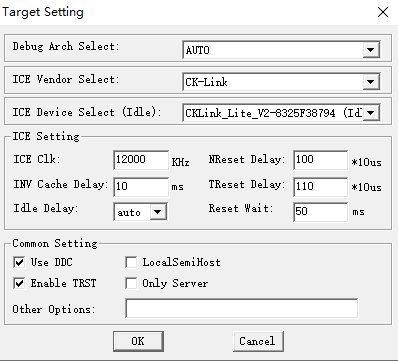 Target Setting
Debug Arch Select: AUTO
ICE Vendor Select: CK-Link
ICE Device Select (Idle): CKLink_Lite_V2-8325F38794 (Id
ICE Setting
ICE Clk: 12000 KHz NReset Delay: 100 *10us
INV Cache Delay: 10 ms TReset Delay: 110 *10us
Idle Delay: auto Reset Wait: 50 ms
Common Setting
Use DDC LocalSemiHost
Enable TRST Only Server
Other Options:
OK Cancel